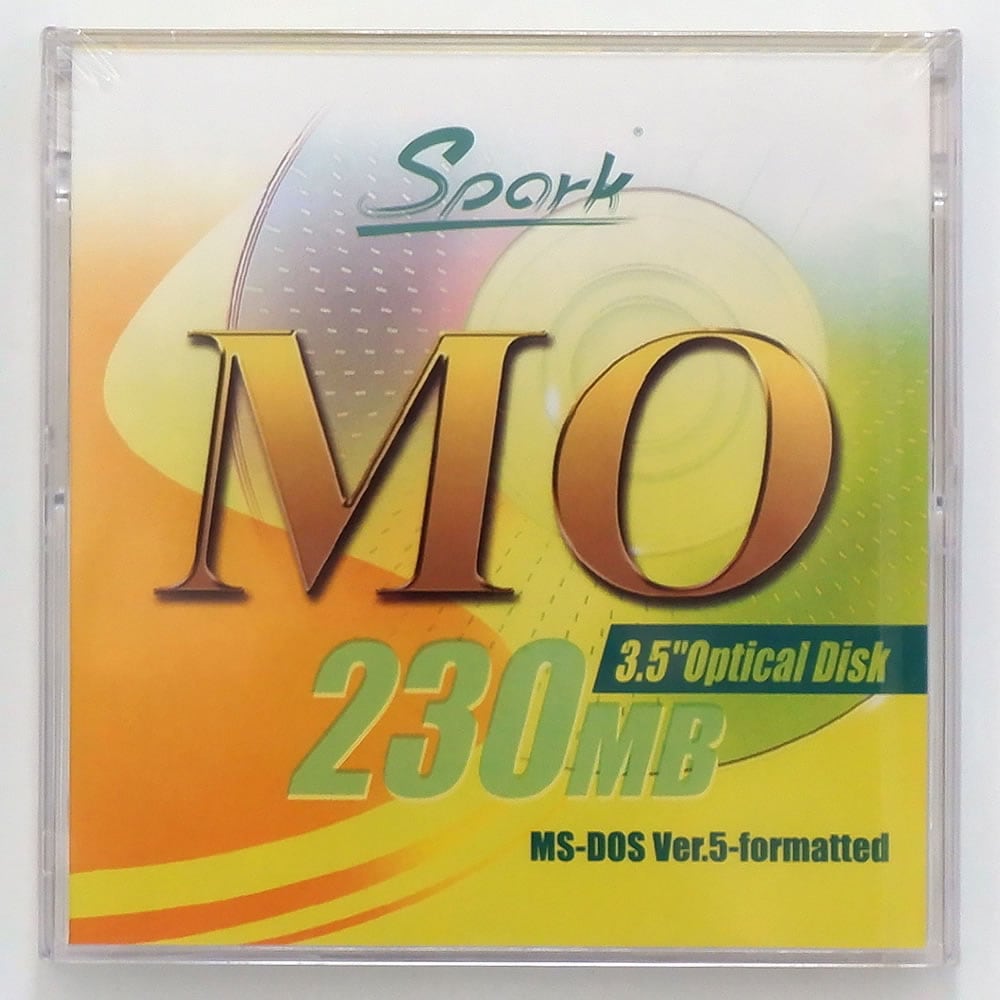 Spark®
MO
3.5"Optical Disk
230MB
MS-DOS Ver.5-formatted